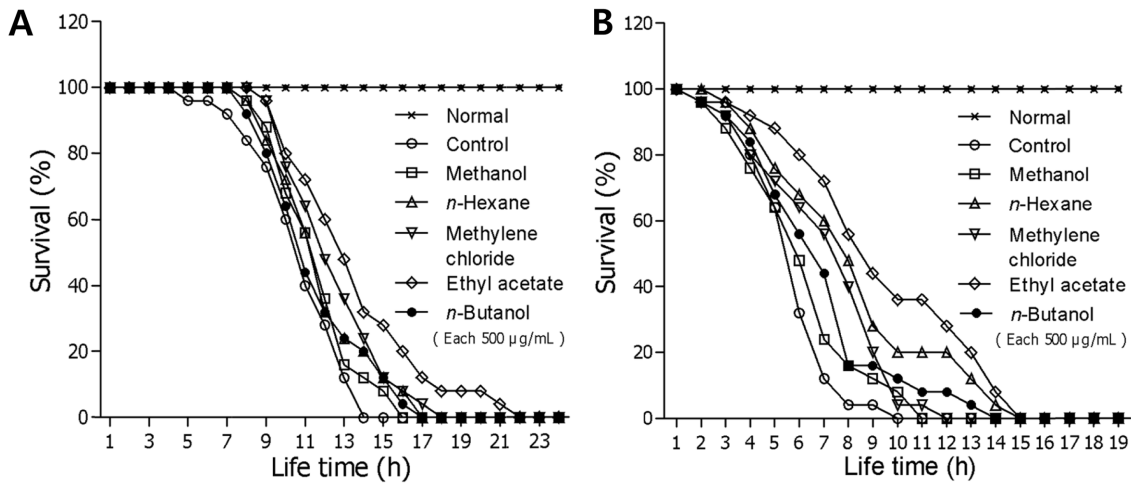 A
120
100
80
60
40
20
0
Survival (%)
1 3 5 7 9 11 13 15 17 19 21 23
Life time (h)
Normal
Control
Methanol
n-Hexane
Methylene
chloride
Ethyl acetate
n-Butanol
( Each 500 µg/mL )
B
120
100
80
60
40
20
0
Survival (%)
1 2 3 4 5 6 7 8 9 10 11 12 13 14 15 16 17 18 19
Life time (h)
Normal
Control
Methanol
n-Hexane
Methylene
chloride
Ethyl acetate
n-Butanol
( Each 500 µg/mL )